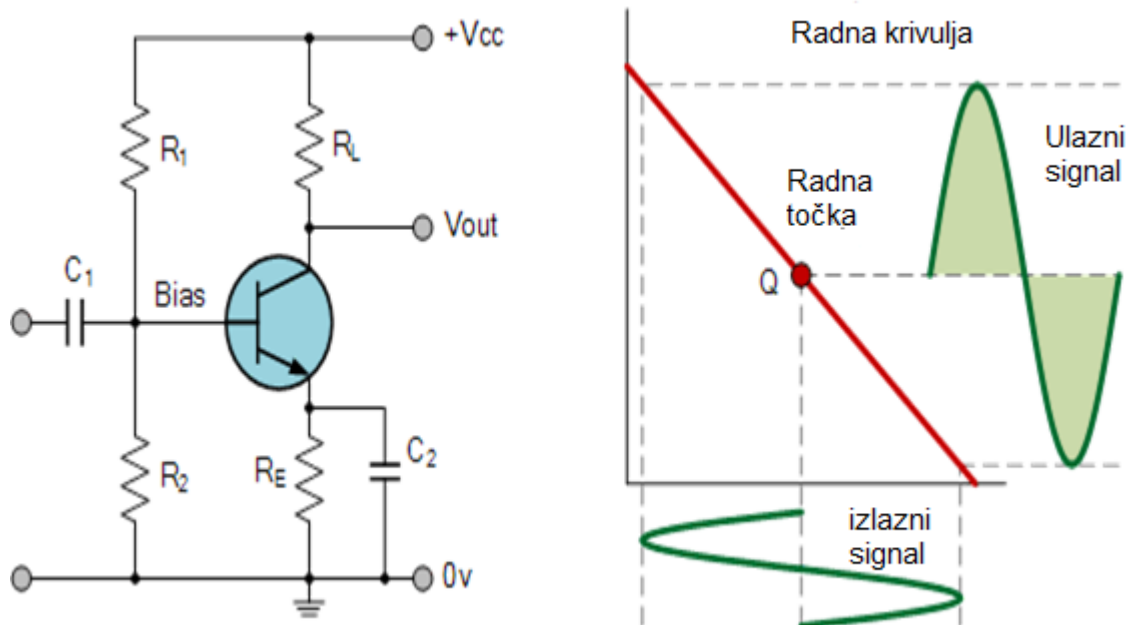 +Vcc
R1
RL
Vout
C1
Bias
R2
RE
C2
0v
Radna krivulja
Ulazni
signal
Radna
točka
Q
izlazni
signal